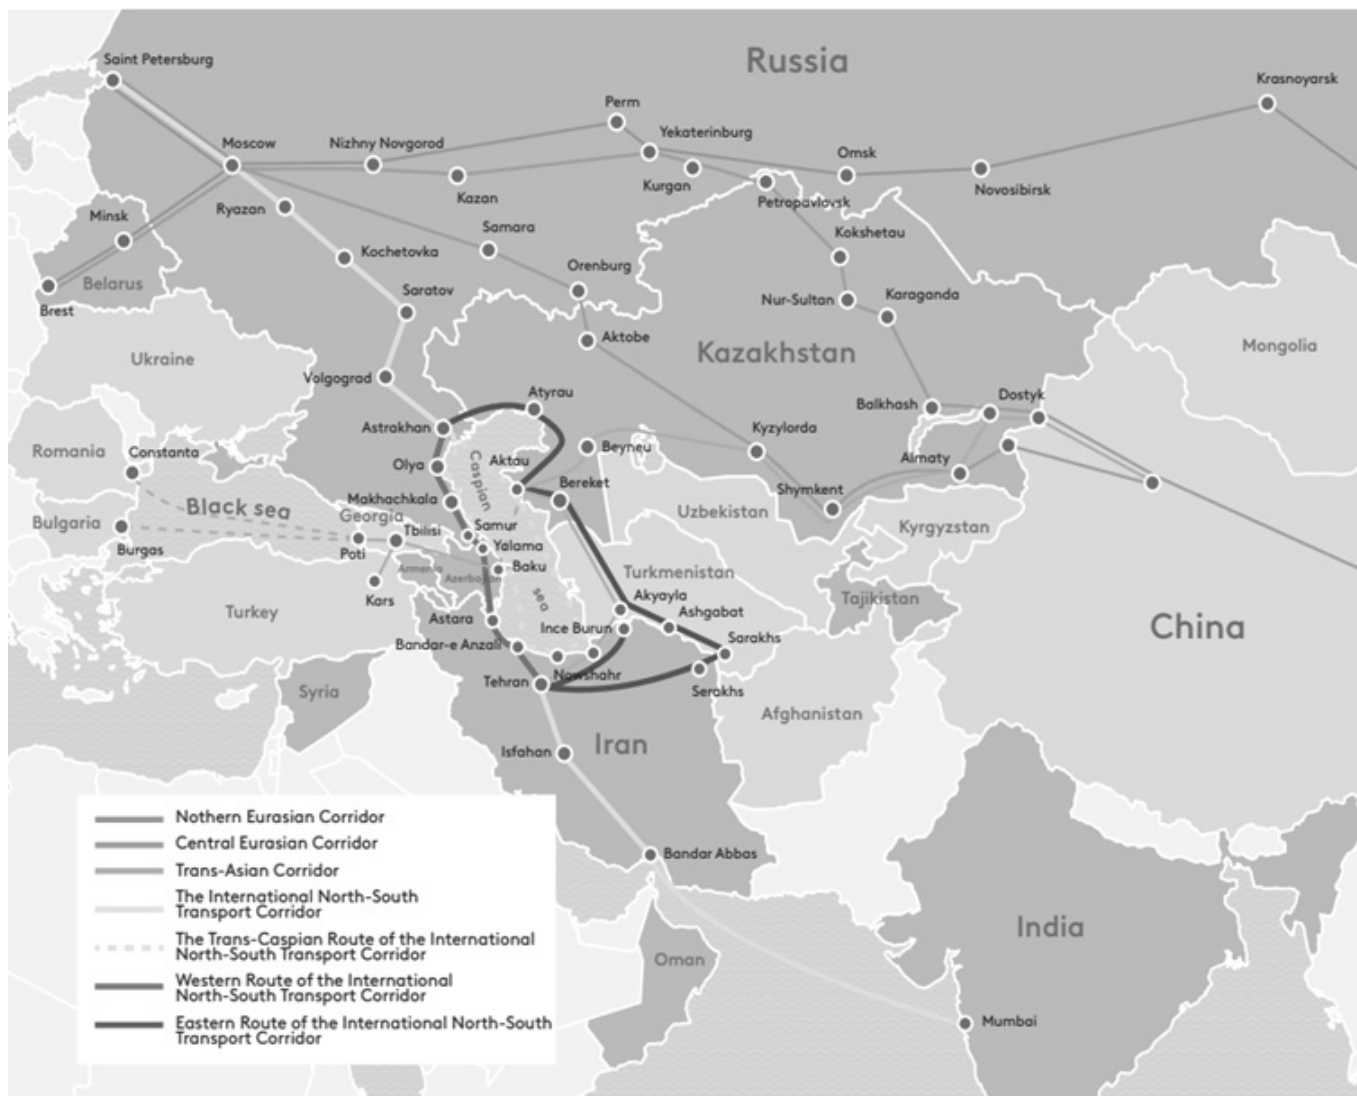 Saint Petersburg
Russia
Krasnoyarsk
Perm
Yekaterinburg
Moscow
Nizhny Novgorod
Omsk
Kurgan
Novosibirsk
Kazan
Petropavlovsk
Ryazan
Minsk
Samara
Kokshetau
Kochetovka
Orenburg
Belarus
Saratov
Nur-Sultan
Karaganda
Brest
Aktobe
Ukraine
Kazakhstan
Mongolia
Volgograd
Atyrau
Dostyk
Balkhash
Astrakhan
Kyzylorda
Romania
Constanta
Beyneu
Olya
Aktau
Caspian
Almaty
Bereket
Shymkent
Makhachkala
Black sea
Uzbekistan
Georgia
Bulgaria
Samur
Kyrgyzstan
Tbilisi
Burgas
Poti
Yalama
Baku
Armenia
Azerbaijan
Turkmenistan
Kars
sea
Akyayla
Tajikistan
Turkey
Ashgabat
Astara
Ince Burun
China
Sarakhs
Bandar-e Anzali
Nowshahr
Tehran
Serakhs
Syria
Afghanistan
Isfahan
Iran
Nothern Eurasian Corridor
Central Eurasian Corridor
Bandar Abbas
Trans-Asian Corridor
The International North-South
Transport Corridor
India
The Trans-Caspian Route of the International
North-South Transport Corridor
Oman
Western Route of the International
North-South Transport Corridor
Mumbai
Eastern Route of the International North-South
Transport Corridor